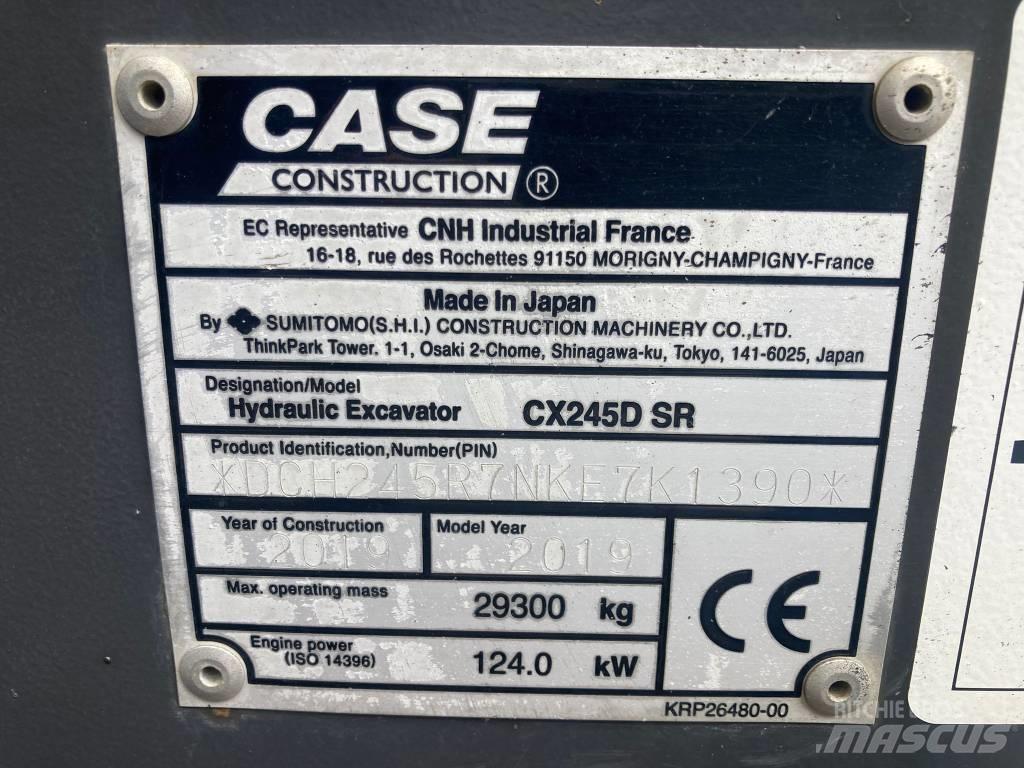 CASE
CONSTRUCTION ®
EC Representative CNH Industrial France
16-18, rue des Rochettes 91150 MORIGNY-CHAMPIGNY-France
Made In Japan
By SUMITOMO(S.H.I.) CONSTRUCTION MACHINERY CO.,LTD.
ThinkPark Tower. 1-1, Osaki 2-Chome, Shinagawa-ku, Tokyo, 141-6025, Japan
Designation/Model
Hydraulic Excavator CX245D SR
Product Identification,Number(PIN)
*DCH245R7NKE7K1390*
Year of Construction
2019
Model Year
2019
Max. operating mass
29300 kg
Engine power
(ISO 14396)
124.0 kW
CE
KRP26480-00
RITCHIE BROS
MASCUS